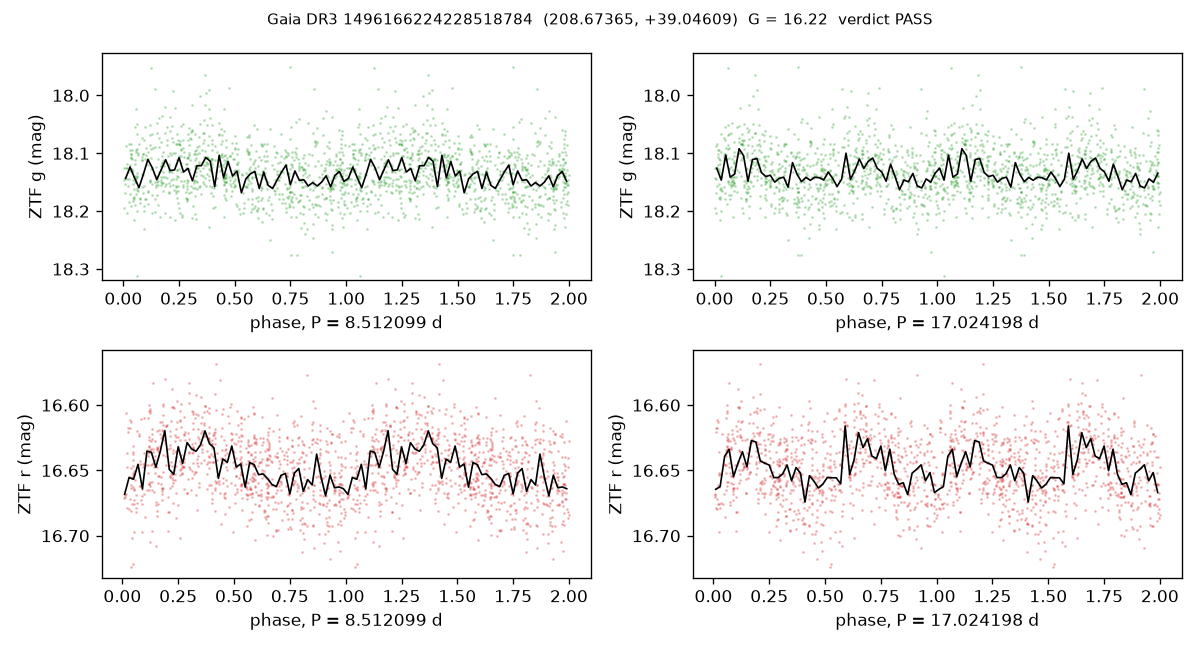 Gaia DR3 1496166224228518784 (208.67365, +39.04609) G = 16.22 verdict PASS
ZTF g (mag)
18.0
18.1
18.2
18.3
0.00 0.25 0.50 0.75 1.00 1.25 1.50 1.75 2.00
phase, P = 8.512099 d
ZTF g (mag)
18.0
18.1
18.2
18.3
0.00 0.25 0.50 0.75 1.00 1.25 1.50 1.75 2.00
phase, P = 17.024198 d
ZTF r (mag)
16.60
16.65
16.70
0.00 0.25 0.50 0.75 1.00 1.25 1.50 1.75 2.00
phase, P = 8.512099 d
ZTF r (mag)
16.60
16.65
16.70
0.00 0.25 0.50 0.75 1.00 1.25 1.50 1.75 2.00
phase, P = 17.024198 d